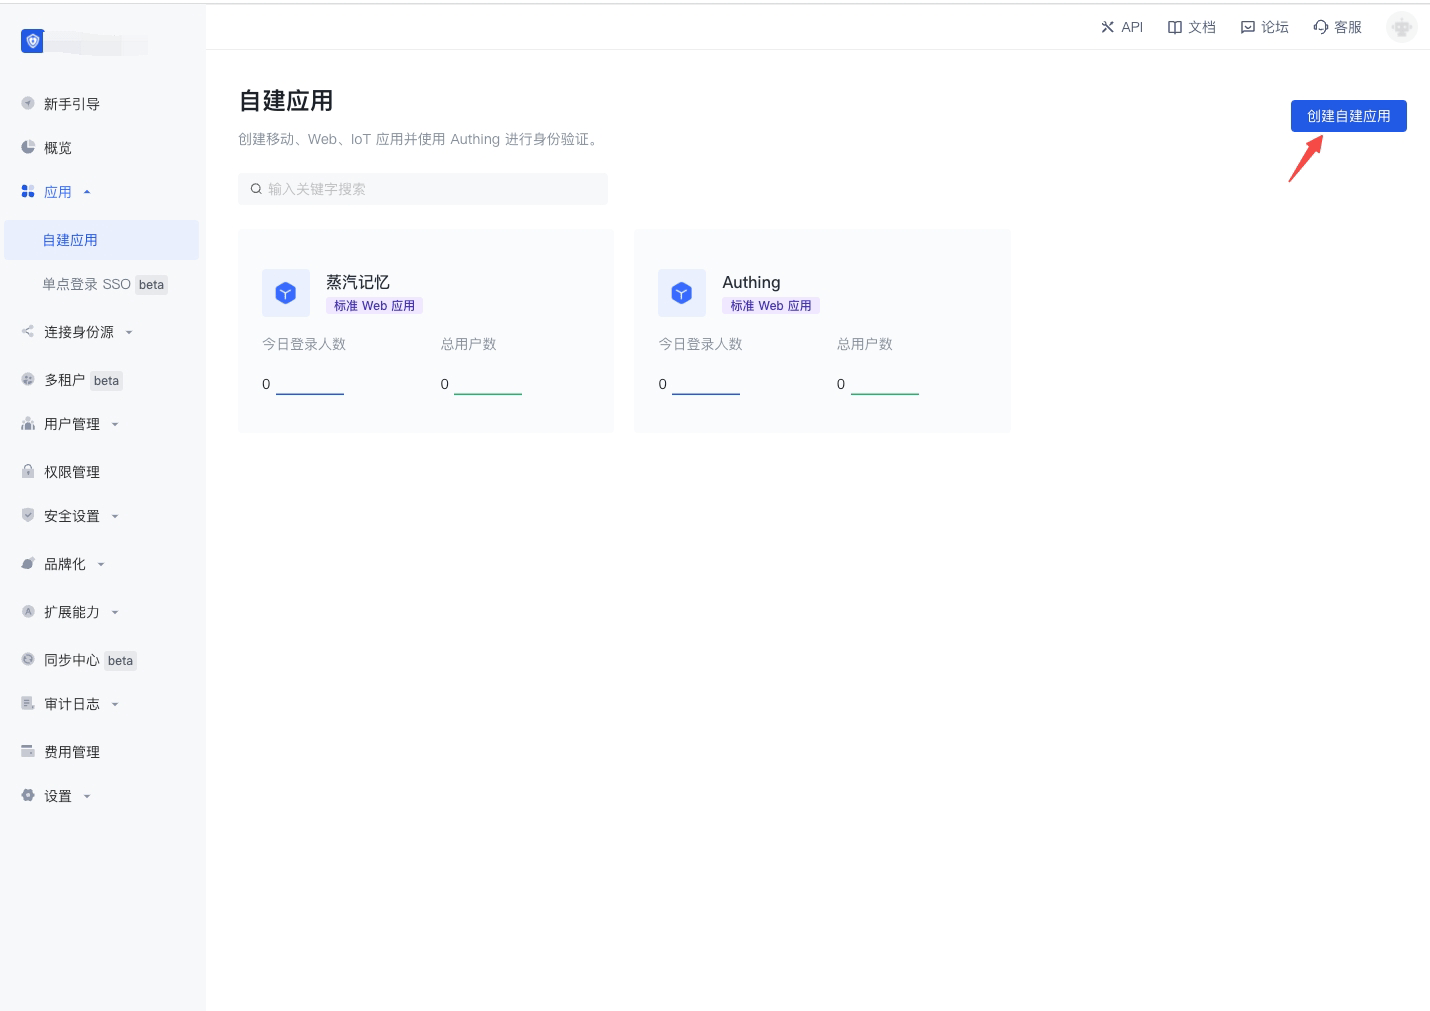 API 文档 论坛 客服
新手引导
概览
应用
自建应用
单点登录 SSO beta
连接身份源
多租户 beta
用户管理
权限管理
安全设置
品牌化
扩展能力
同步中心 beta
审计日志
费用管理
设置
自建应用
创建移动、Web、IoT 应用并使用 Authing 进行身份验证。
创建自建应用
输入关键字搜索
蒸汽记忆
标准 Web 应用
今日登录人数 总用户数
0 0
Authing
标准 Web 应用
今日登录人数 总用户数
0 0